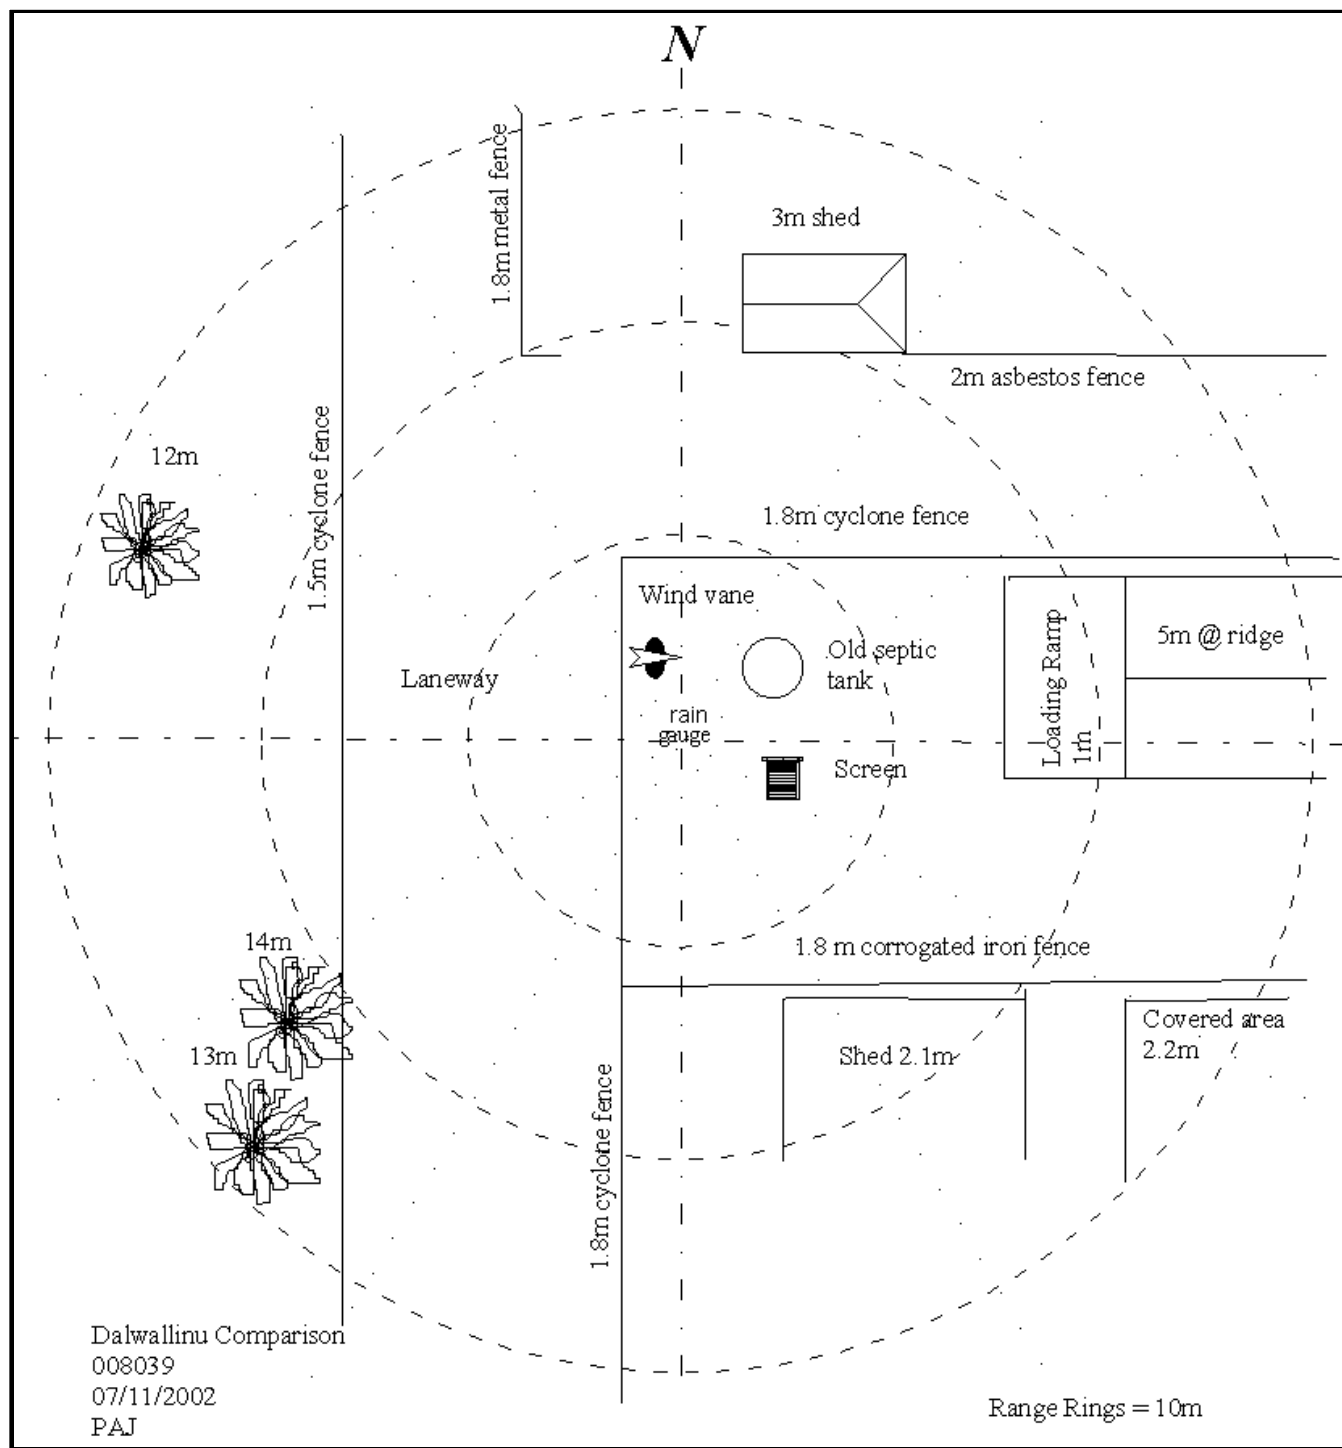 N
1.8m metal fence
3m shed
2m asbestos fence
12m
1.5m cyclone fence
1.8m cyclone fence
Wind vane
Old septic
tank
Laneway
rain
gauge
Screen
Loading Ramp
1m
5m @ ridge
14m
13m
1.8 m corrogated iron fence
Shed 2.1m
Covered area
2.2m
1.8m cyclone fence
Dalwallinu Comparison
008039
07/11/2002
PAJ
Range Rings = 10m